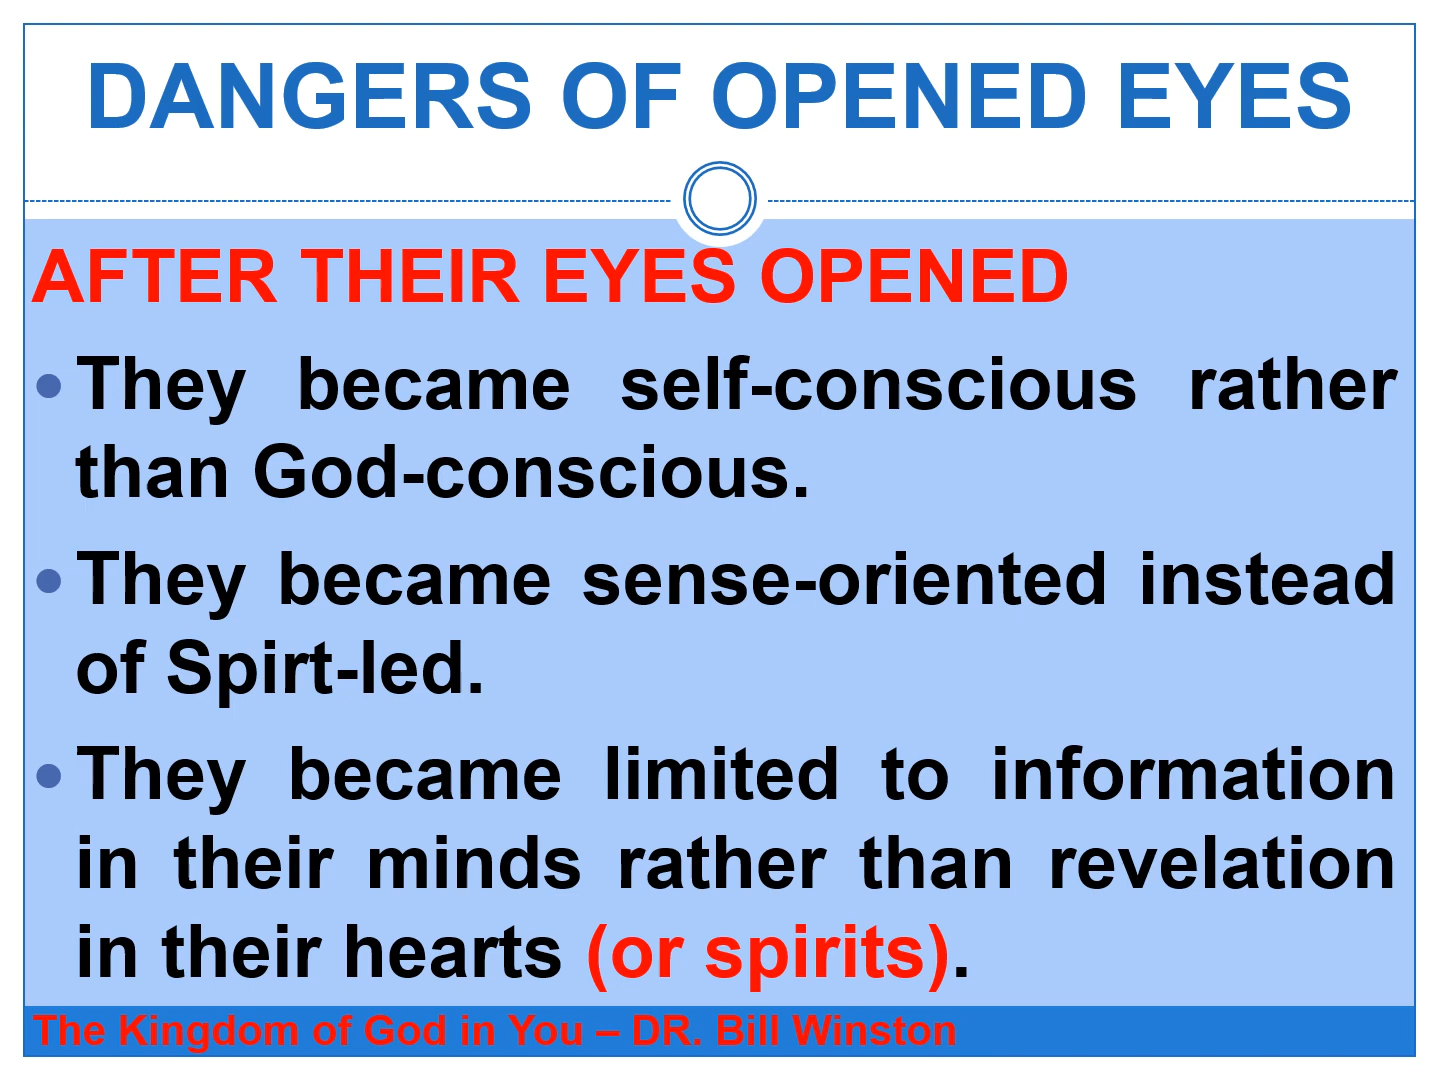 DANGERS OF OPENED EYES
AFTER THEIR EYES OPENED
• They became self-conscious rather
than God-conscious.
• They became sense-oriented instead
of Spirt-led.
• They became limited to information
in their minds rather than revelation
in their hearts (or spirits).
The Kingdom of God in You – DR. Bill Winston